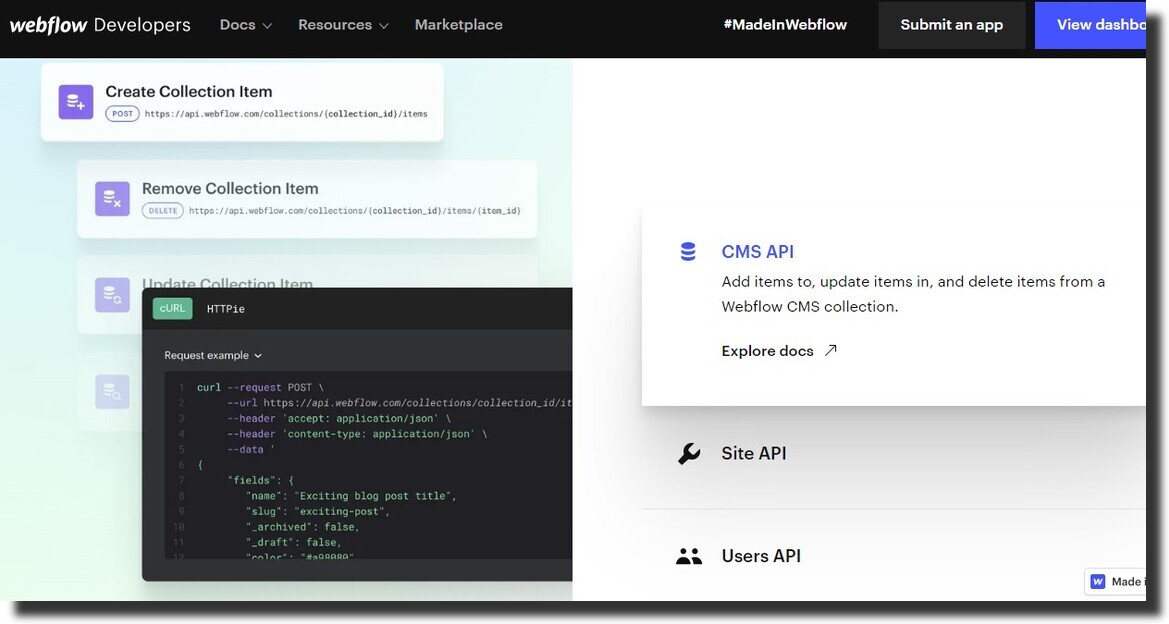 webflow Developers
Docs
Resources
Marketplace
#MadeInWebflow
Submit an app
View dashbo
Create Collection Item
POST https://api.webflow.com/collections/{collection_id}/items
Remove Collection Item
DELETE https://api.webflow.com/collections/{collection_id}/items/{item_id}
Update Collection Item
cURL HTTPie
Request example
1 curl --request POST \
2 --url https://api.webflow.com/collections/collection_id/it
3 --header 'accept: application/json' \
4 --header 'content-type: application/json' \
5 --data '
6 {
7 "fields": {
8 "name": "Exciting blog post title",
9 "slug": "exciting-post",
10 "_archived": false,
11 "_draft": false,
12 "color": "#a98080"
CMS API
Add items to, update items in, and delete items from a
Webflow CMS collection.
Explore docs
Site API
Users API
W Made i